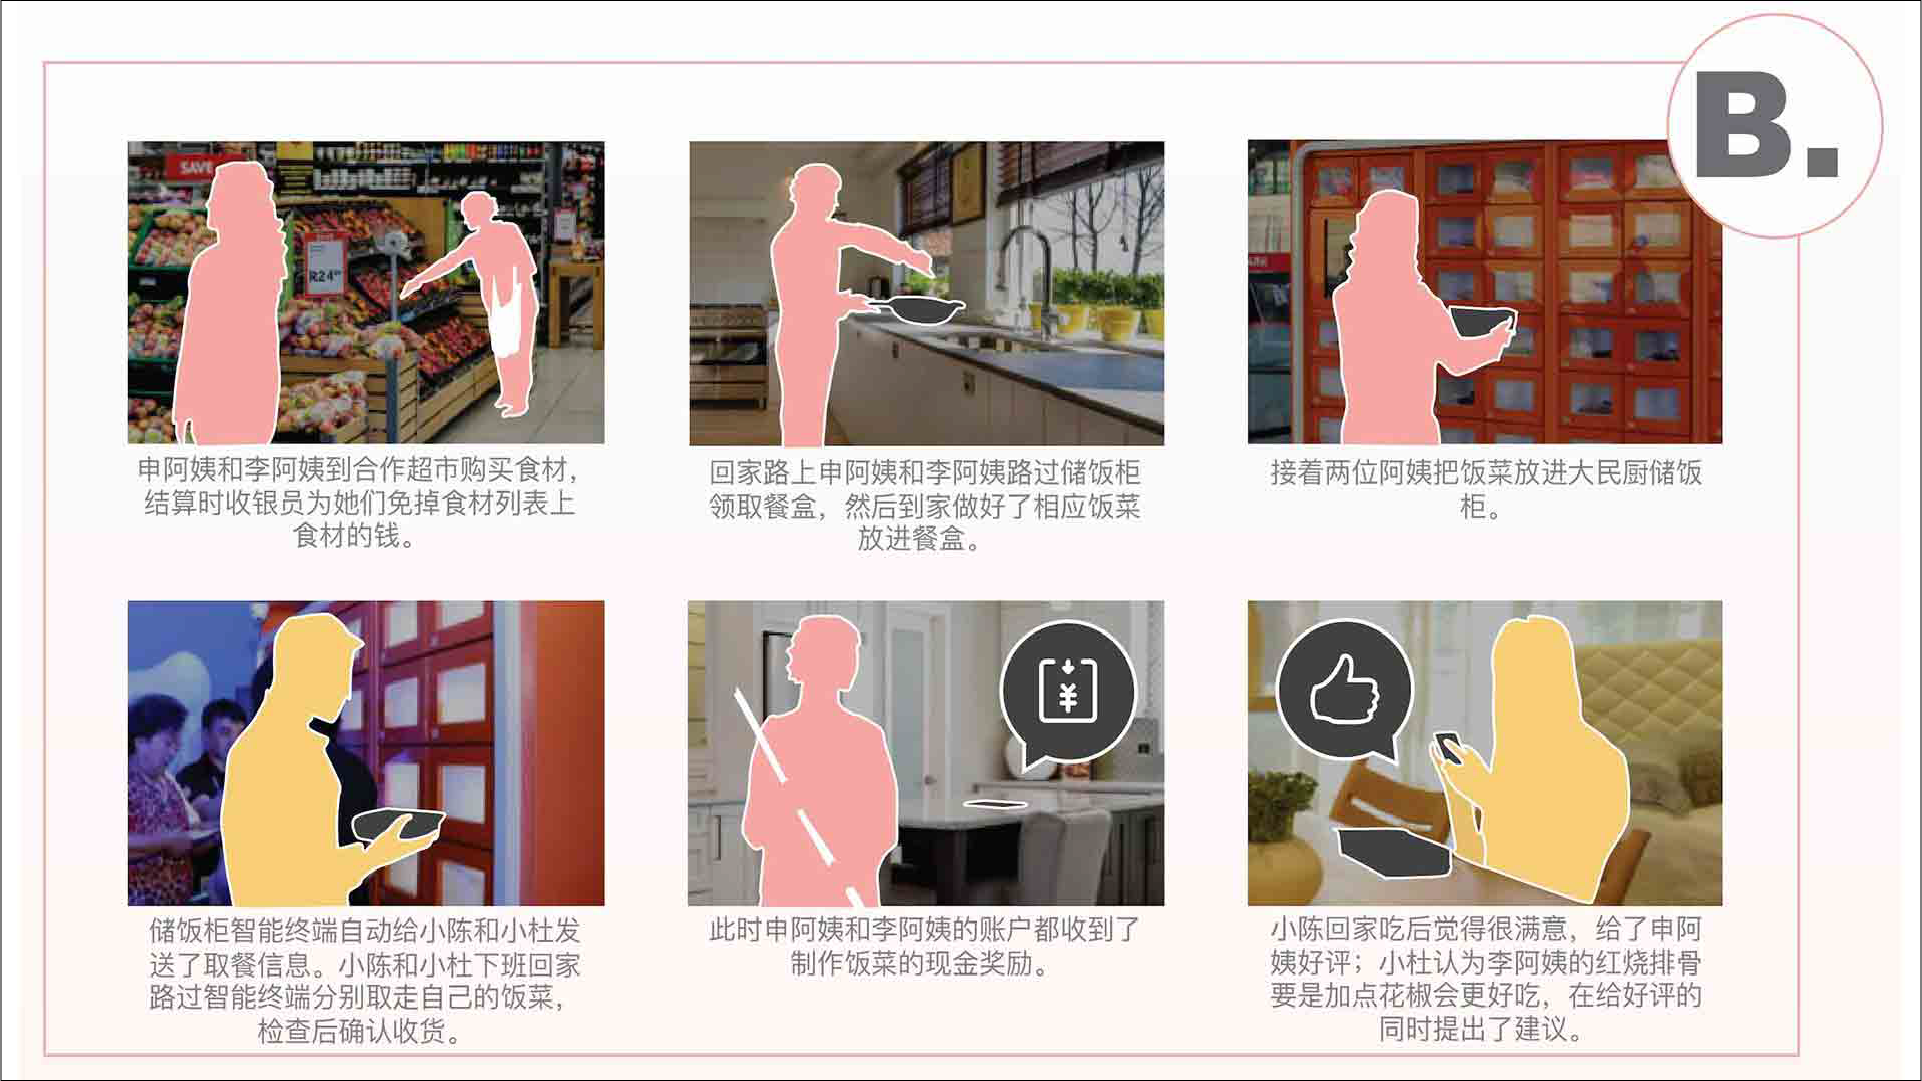 B.
SAVE
R24
申阿姨和李阿姨到合作超市购买食材，
结算时收银员为她们免掉食材列表上
食材的钱。
回家路上申阿姨和李阿姨路过储饭柜
领取餐盒，然后到家做好了相应饭菜
放进餐盒。
接着两位阿姨把饭菜放进大民厨储饭
柜。
储饭柜智能终端自动给小陈和小杜发
送了取餐信息。小陈和小杜下班回家
路过智能终端分别取走自己的饭菜，
检查后确认收货。
¥
此时申阿姨和李阿姨的账户都收到了
制作饭菜的现金奖励。
小陈回家吃后觉得很满意，给了申阿
姨好评；小杜认为李阿姨的红烧排骨
要是加点花椒会更好吃，在给好评的
同时提出了建议。